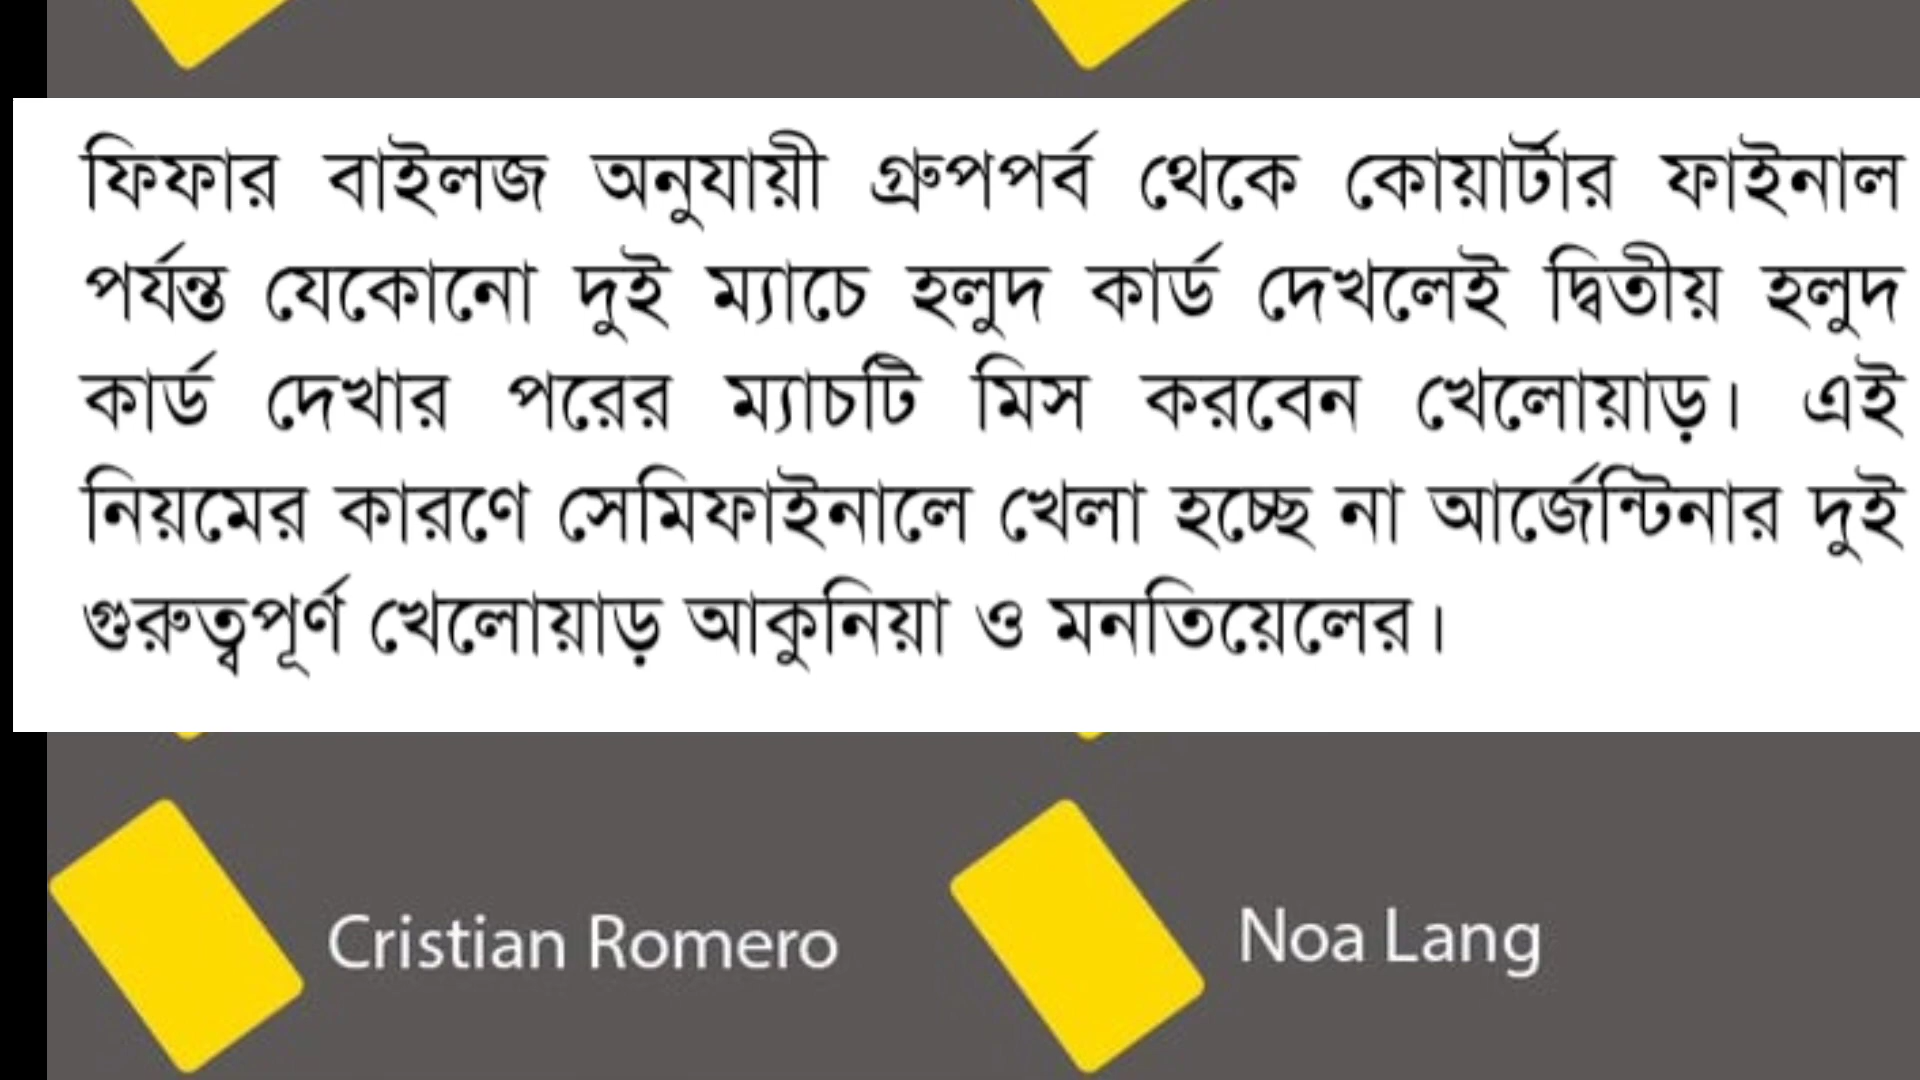 ফিফার বাইলজ অনুযায়ী গ্রুপপর্ব থেকে কোয়ার্টার ফাইনাল
পর্যন্ত যেকোনো দুই ম্যাচে হলুদ কার্ড দেখলেই দ্বিতীয় হলুদ
কার্ড দেখার পরের ম্যাচটি মিস করবেন খেলোয়াড়। এই
নিয়মের কারণে সেমিফাইনালে খেলা হচ্ছে না আর্জেন্টিনার দুই
গুরুত্বপূর্ণ খেলোয়াড় আকুনিয়া ও মনতিয়েলের।
Cristian Romero
Noa Lang